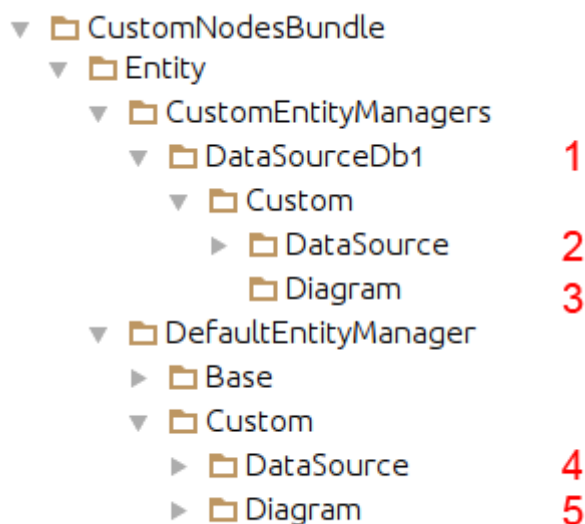 CustomNodesBundle
Entity
CustomEntityManagers
DataSourceDb1 1
Custom
DataSource 2
Diagram 3
DefaultEntityManager
Base
Custom
DataSource 4
Diagram 5